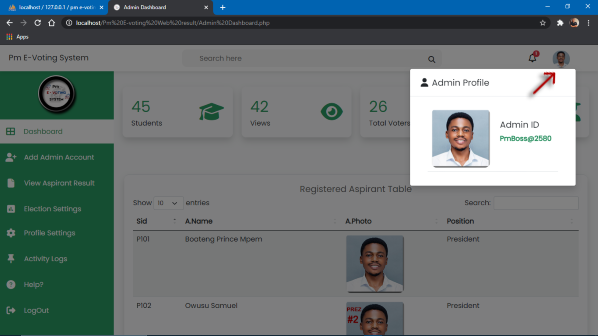 localhost / 127.0.0.1 / pm e-votin
Admin Dashboard
localhost/Pm%20E-Voting%20Web%20result/Admin%20Dashboard.php
Apps
Pm E-Voting System
Search here
1
Admin Profile
Admin ID
PmBoss@2580
Pm
E - VOTING
SYSTEM
45
Students
42
Views
26
Total Voters
Dashboard
Add Admin Account
View Aspirant Result
Election Settings
Profile Settings
Activity Logs
Help?
LogOut
Registered Aspirant Table
Show 10 entries
Search:
Sid A.Name A.Photo Position
P101 Boateng Prince Mpem President
P102 Owusu Samuel President
PREZ
#2